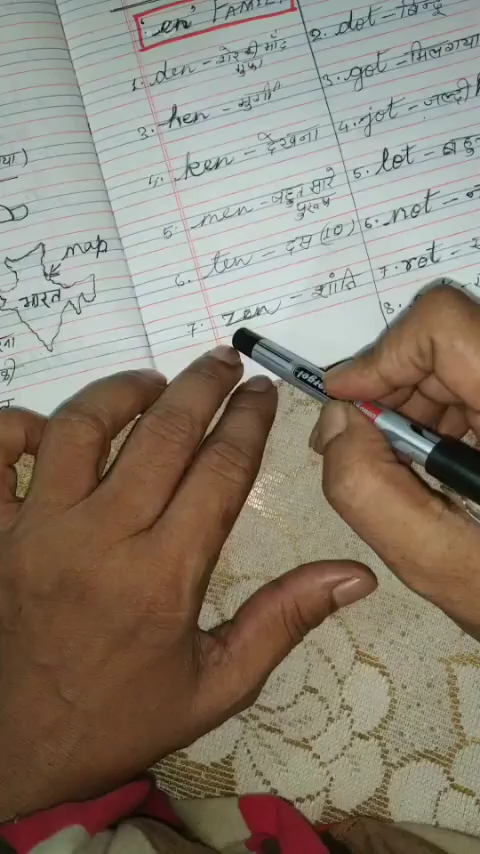 'en' FAMILY
1. den – शेर की माँद
गुफा
3. hen – मुर्गी
4. ken – देखना
5. men – बहुत सारे
पुरुष
6. ten – दस (10)
7. zen – शांति
2. dot – बिन्दु
3. got – मिल गया
4. jot – जल्दी
5. lot –
6. not –
7. rot –
8.
map
भारत